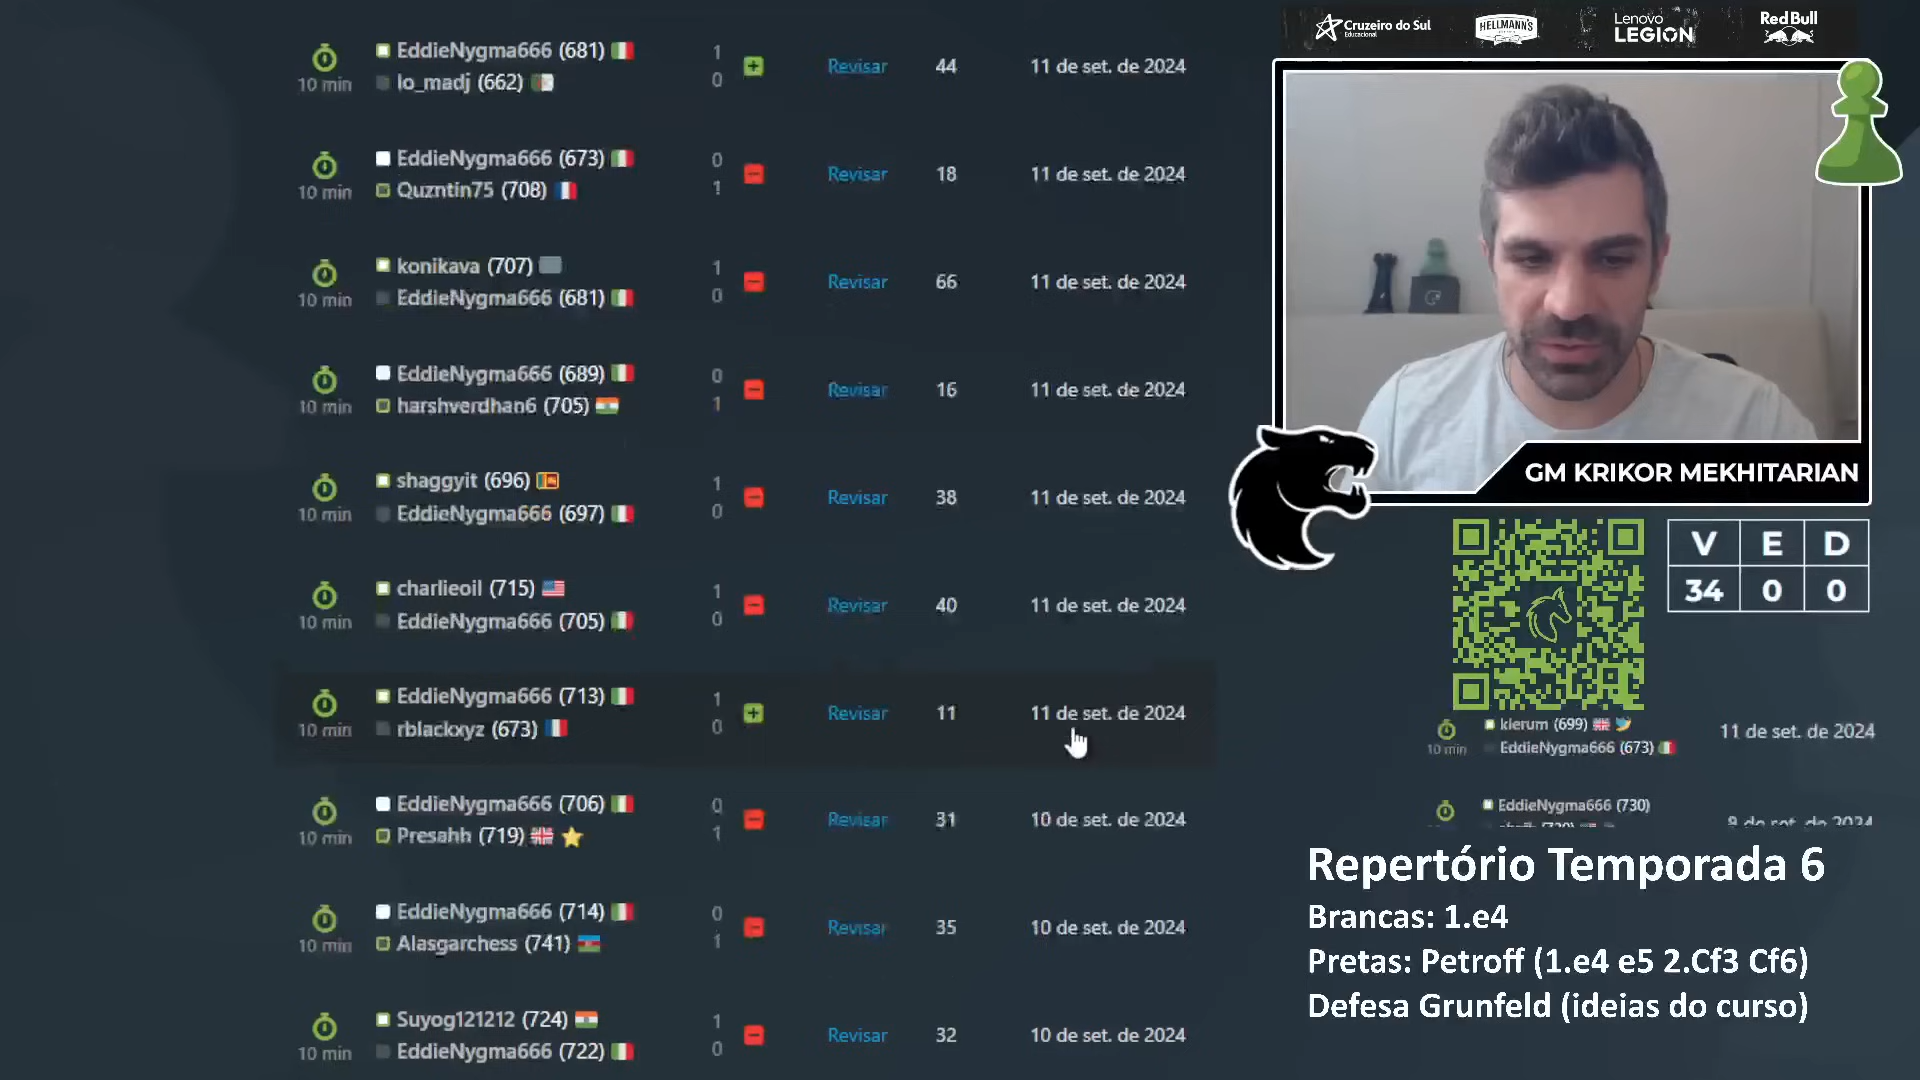 EddieNygma666 (681)
lo_madj (662)
10 min
1
0
Revisar
44
11 de set. de 2024
EddieNygma666 (673)
Quzntin75 (708)
10 min
0
1
Revisar
18
11 de set. de 2024
konikava (707)
EddieNygma666 (681)
10 min
1
0
Revisar
66
11 de set. de 2024
EddieNygma666 (689)
harshverdhan6 (705)
10 min
0
1
Revisar
16
11 de set. de 2024
shaggyit (696)
EddieNygma666 (697)
10 min
1
0
Revisar
38
11 de set. de 2024
charlieoil (715)
EddieNygma666 (705)
10 min
1
0
Revisar
40
11 de set. de 2024
EddieNygma666 (713)
rblackxyz (673)
10 min
1
0
Revisar
11
11 de set. de 2024
EddieNygma666 (706)
Presahh (719)
10 min
0
1
Revisar
31
10 de set. de 2024
EddieNygma666 (714)
Alasgarchess (741)
10 min
0
1
Revisar
35
10 de set. de 2024
Suyog121212 (724)
EddieNygma666 (722)
10 min
1
0
Revisar
32
10 de set. de 2024
Cruzeiro do Sul
Educacional
HELLMANN'S
Lenovo
LEGION
Red Bull
GM KRIKOR MEKHITARIAN
V E D
34 0 0
klerum (699)
EddieNygma666 (673)
10 min
11 de set. de 2024
EddieNygma666 (730)
8 de set. de 2024
Repertório Temporada 6
Brancas: 1.e4
Pretas: Petroff (1.e4 e5 2.Cf3 Cf6)
Defesa Grunfeld (ideias do curso)